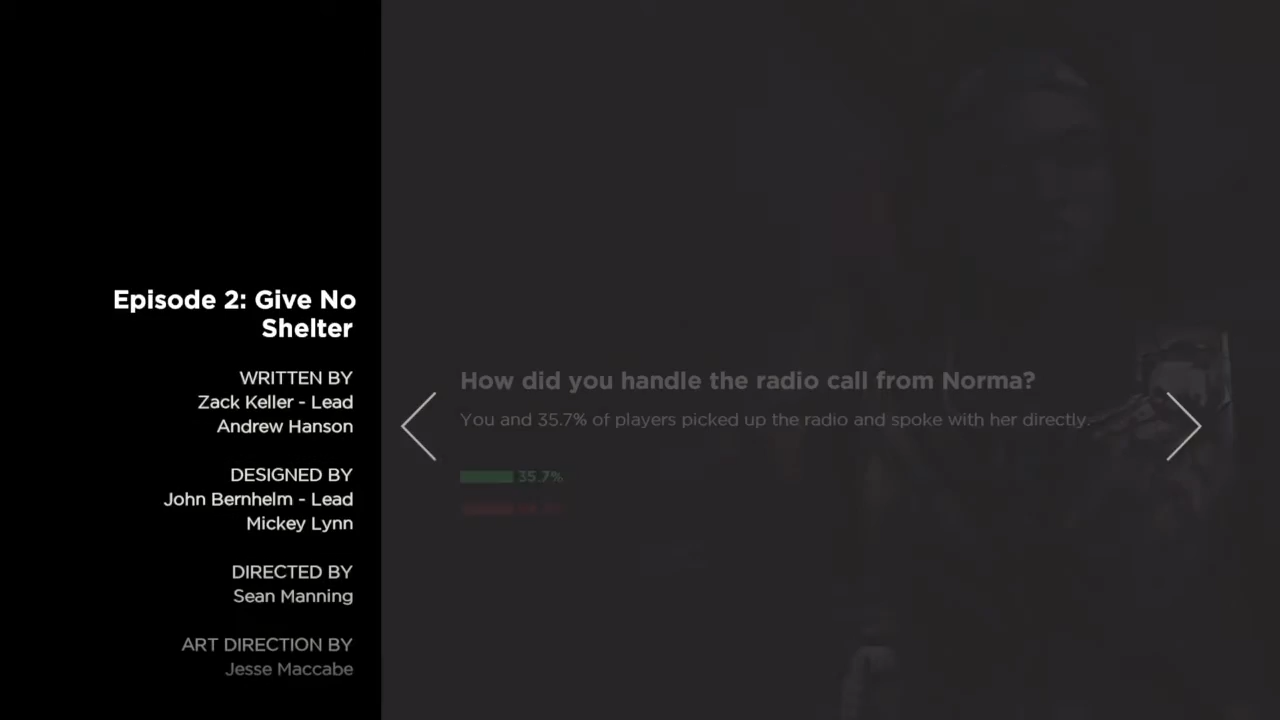 Episode 2: Give No
Shelter
WRITTEN BY
Zack Keller - Lead
Andrew Hanson
DESIGNED BY
John Bernhelm - Lead
Mickey Lynn
DIRECTED BY
Sean Manning
ART DIRECTION BY
Jesse Maccabe
How did you handle the radio call from Norma?
You and 35.7% of players picked up the radio and spoke with her directly.
35.7%